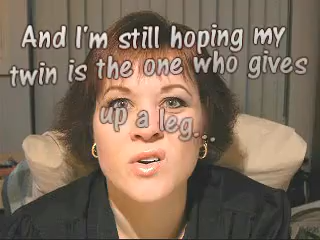 And I'm still hoping my
twin is the one who gives
up a leg...